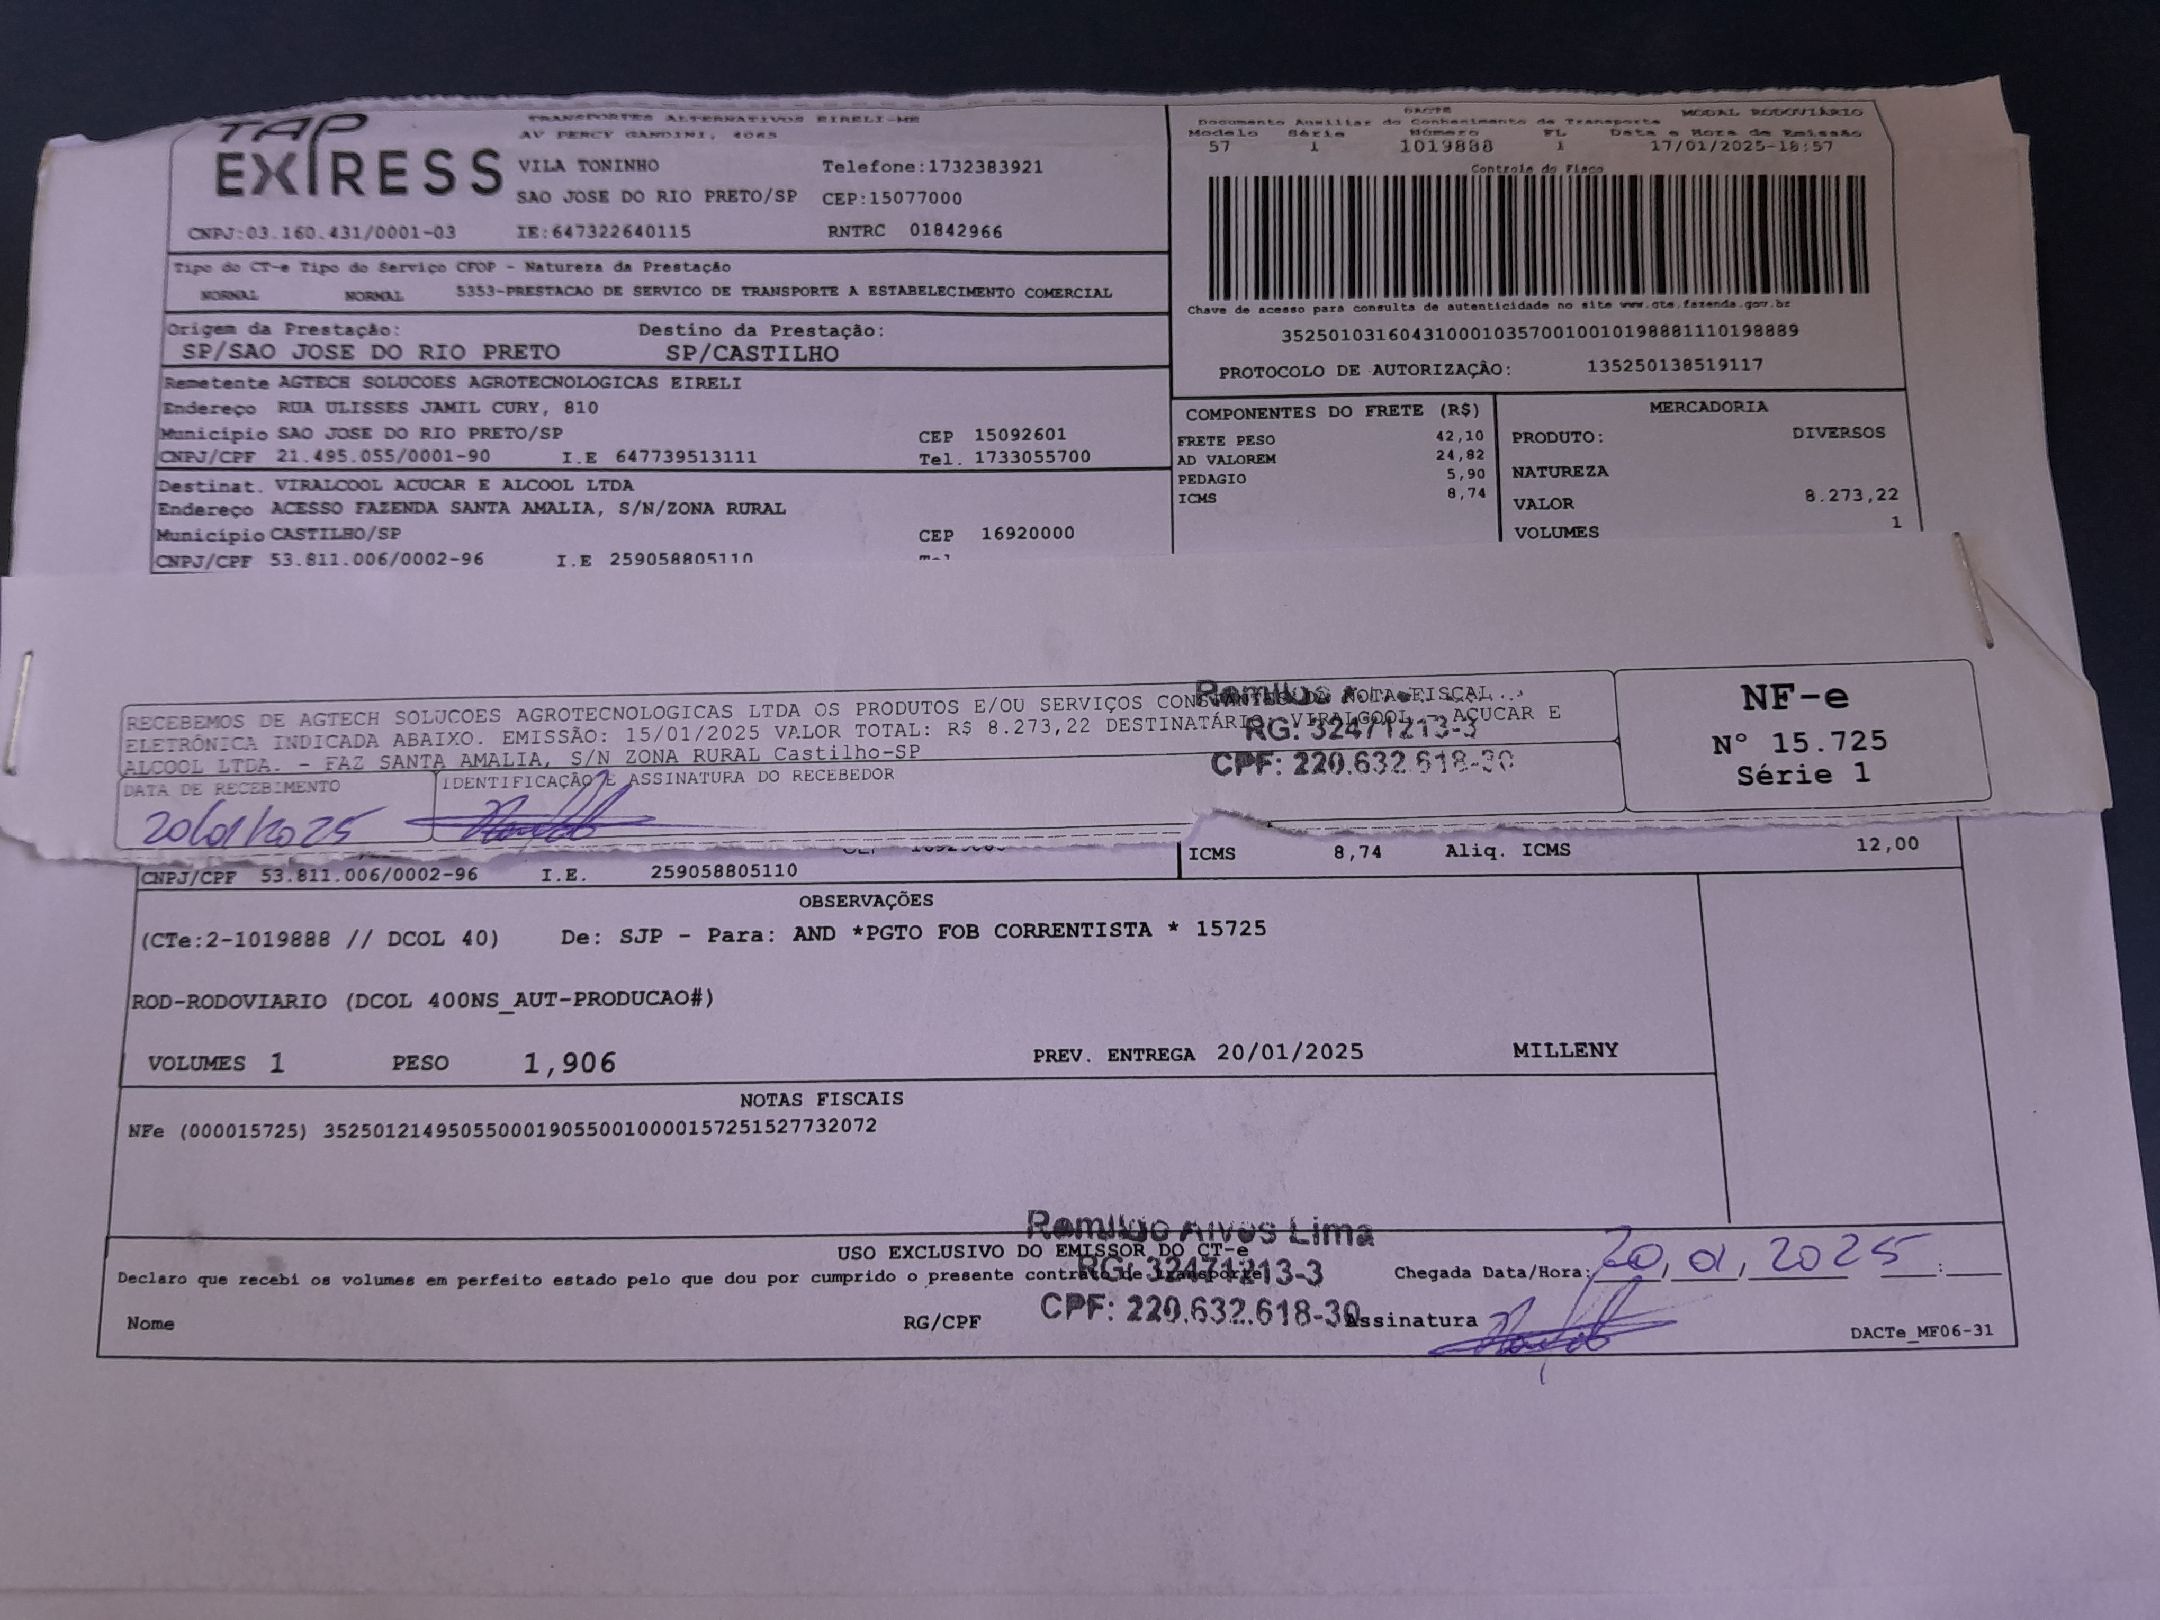 TAP
EXPRESS
TRANSPORTES ALTERNATIVOS EIRELI-ME
AV PERCY GANDINI, 4065
VILA TONINHO Telefone:1732383921
SAO JOSE DO RIO PRETO/SP CEP:15077000
CNPJ:03.160.431/0001-03 IE:647322640115 RNTRC 01842966
Tipo do CT-e Tipo do Serviço CFOP - Natureza da Prestação
NORMAL NORMAL 5353-PRESTACAO DE SERVICO DE TRANSPORTE A ESTABELECIMENTO COMERCIAL
Origem da Prestação: Destino da Prestação:
SP/SAO JOSE DO RIO PRETO SP/CASTILHO
Remetente AGTECH SOLUCOES AGROTECNOLOGICAS EIRELI
Endereço RUA ULISSES JAMIL CURY, 810
Município SAO JOSE DO RIO PRETO/SP CEP 15092601
CNPJ/CPF 21.495.055/0001-90 I.E 647739513111 Tel. 1733055700
Destinat. VIRALCOOL ACUCAR E ALCOOL LTDA
Endereço ACESSO FAZENDA SANTA AMALIA, S/N/ZONA RURAL
Município CASTILHO/SP CEP 16920000
CNPJ/CPF 53.811.006/0002-96 I.E 259058805110
DACTE MODAL RODOVIÁRIO
Documento Auxiliar do Conhecimento de Transporte
Modelo Série Número FL Data e Hora de Emissão
57 1 1019888 1 17/01/2025-18:57
Controle do Fisco
Chave de acesso para consulta de autenticidade no site www.cte.fazenda.gov.br
35250103160431000103570010010198881110198889
PROTOCOLO DE AUTORIZAÇÃO: 135250138519117
COMPONENTES DO FRETE (R$)
FRETE PESO 42,10
AD VALOREM 24,82
PEDAGIO 5,90
ICMS 8,74
MERCADORIA
PRODUTO: DIVERSOS
NATUREZA
VALOR 8.273,22
VOLUMES 1
RECEBEMOS DE AGTECH SOLUCOES AGROTECNOLOGICAS LTDA OS PRODUTOS E/OU SERVIÇOS CONSTANTES DA NOTA FISCAL
ELETRÔNICA INDICADA ABAIXO. EMISSÃO: 15/01/2025 VALOR TOTAL: R$ 8.273,22 DESTINATÁRIO: VIRALCOOL - AÇUCAR E
ALCOOL LTDA. - FAZ SANTA AMALIA, S/N ZONA RURAL Castilho-SP
RG: 32471213-3
CPF: 220.632.618-30
DATA DE RECEBIMENTO IDENTIFICAÇÃO E ASSINATURA DO RECEBEDOR
20/01/2025
NF-e
Nº 15.725
Série 1
ICMS 8,74 Aliq. ICMS 12,00
CNPJ/CPF 53.811.006/0002-96 I.E. 259058805110
OBSERVAÇÕES
(CTe:2-1019888 // DCOL 40) De: SJP - Para: AND *PGTO FOB CORRENTISTA * 15725
ROD-RODOVIARIO (DCOL 400NS_AUT-PRODUCAO#)
VOLUMES 1 PESO 1,906 PREV. ENTREGA 20/01/2025 MILLENY
NOTAS FISCAIS
NFe (000015725) 35250121495055000190550010000157251527732072
Alves Lima
RG: 32471213-3
CPF: 220.632.618-30
USO EXCLUSIVO DO EMISSOR DO CT-e
Declaro que recebi os volumes em perfeito estado pelo que dou por cumprido o presente contrato de transporte Chegada Data/Hora: 20, 01, 2025 :
Nome RG/CPF Assinatura
DACTe_MF06-31